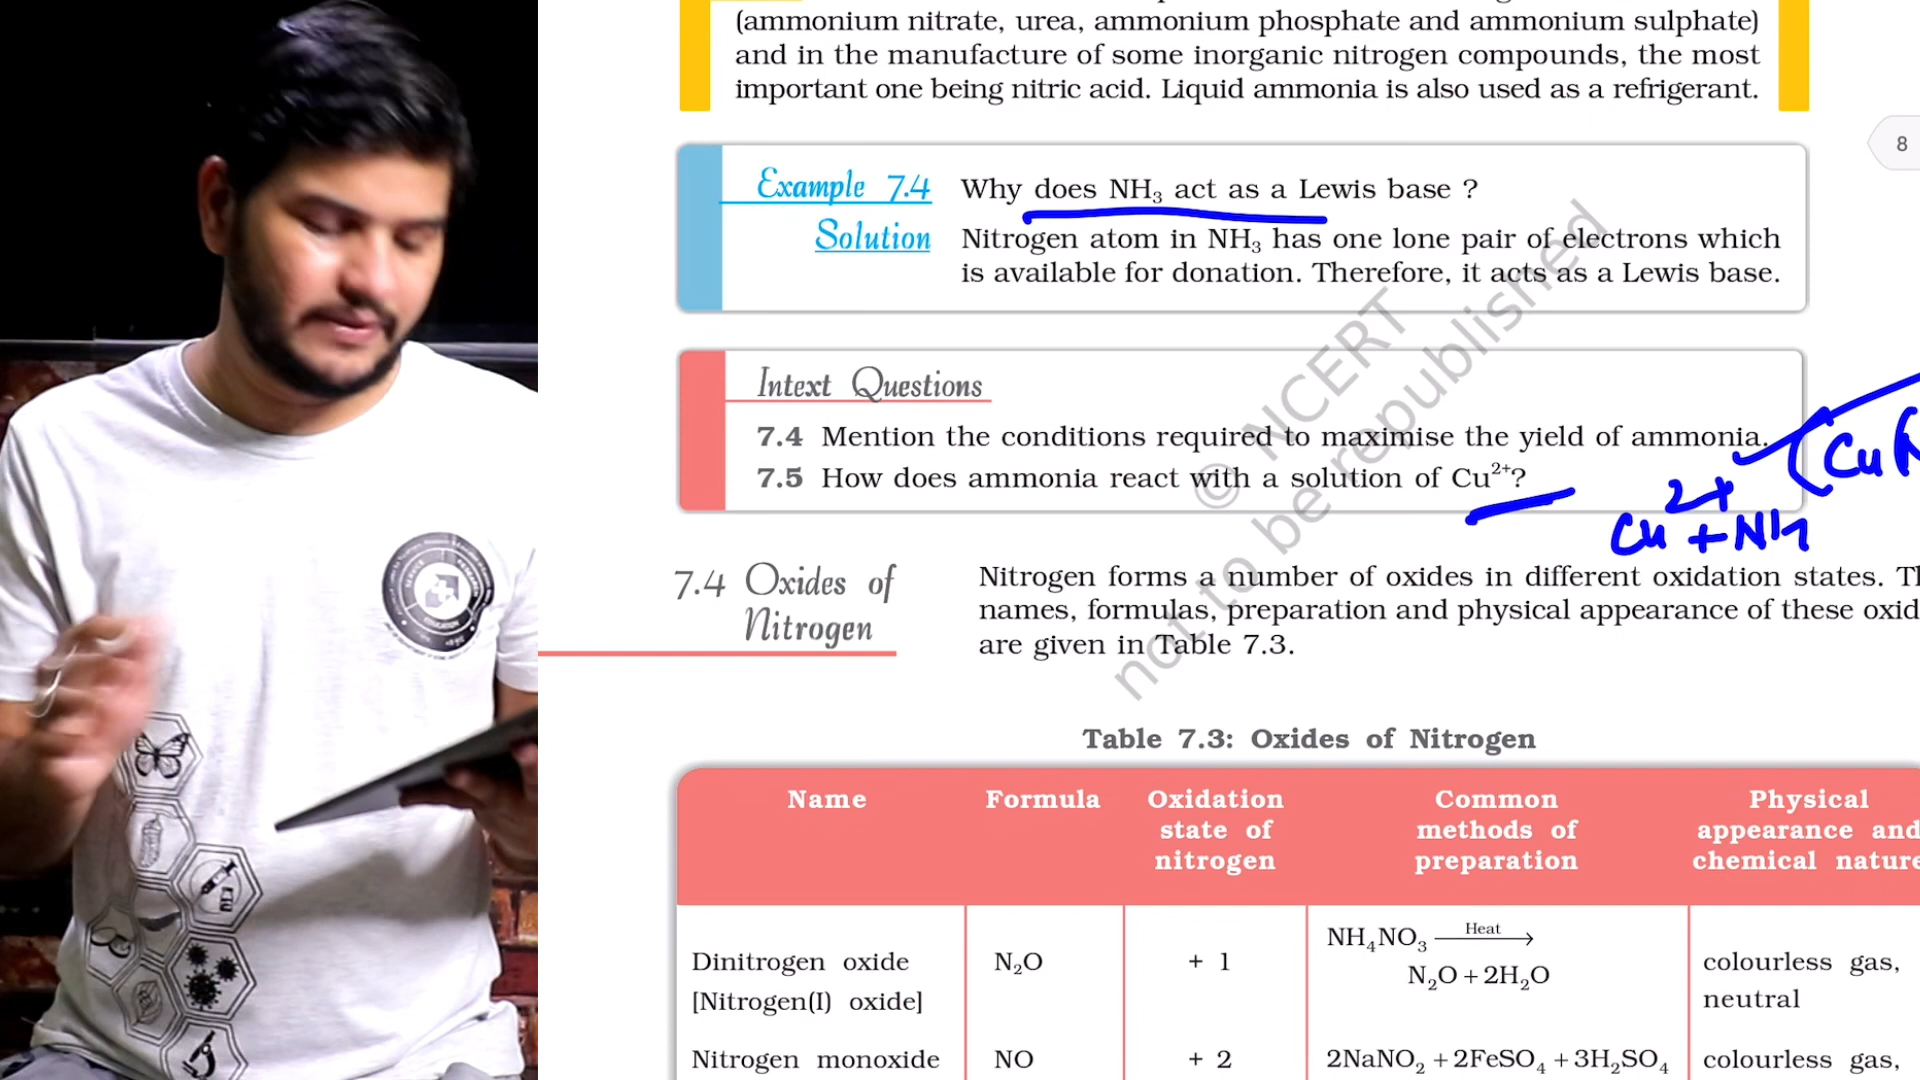 (ammonium nitrate, urea, ammonium phosphate and ammonium sulphate)
and in the manufacture of some inorganic nitrogen compounds, the most
important one being nitric acid. Liquid ammonia is also used as a refrigerant.
8
Example 7.4 Why does NH₃ act as a Lewis base ?
Solution Nitrogen atom in NH₃ has one lone pair of electrons which
is available for donation. Therefore, it acts as a Lewis base.
Intext Questions
7.4 Mention the conditions required to maximise the yield of ammonia.
7.5 How does ammonia react with a solution of Cu²⁺?
(Cu
Cu²⁺ + NH
© NCERT
not to be republished
7.4 Oxides of
Nitrogen
Nitrogen forms a number of oxides in different oxidation states. Th
names, formulas, preparation and physical appearance of these oxid
are given in Table 7.3.
Table 7.3: Oxides of Nitrogen
Name Formula Oxidation state of nitrogen Common methods of preparation Physical appearance and chemical nature
Dinitrogen oxide N₂O + 1 NH₄NO₃ Heat→ colourless gas,
[Nitrogen(I) oxide] N₂O + 2H₂O neutral
Nitrogen monoxide NO + 2 2NaNO₂ + 2FeSO₄ + 3H₂SO₄ colourless gas,
SERVICE
EDUCATION